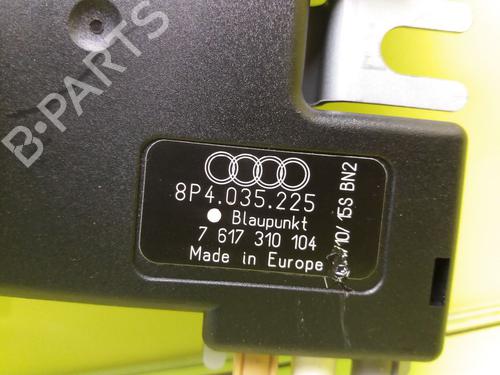 B-PARTS
8P4.035.225
Blaupunkt
7 617 310 104
Made in Europe
/10/ 15S BN2